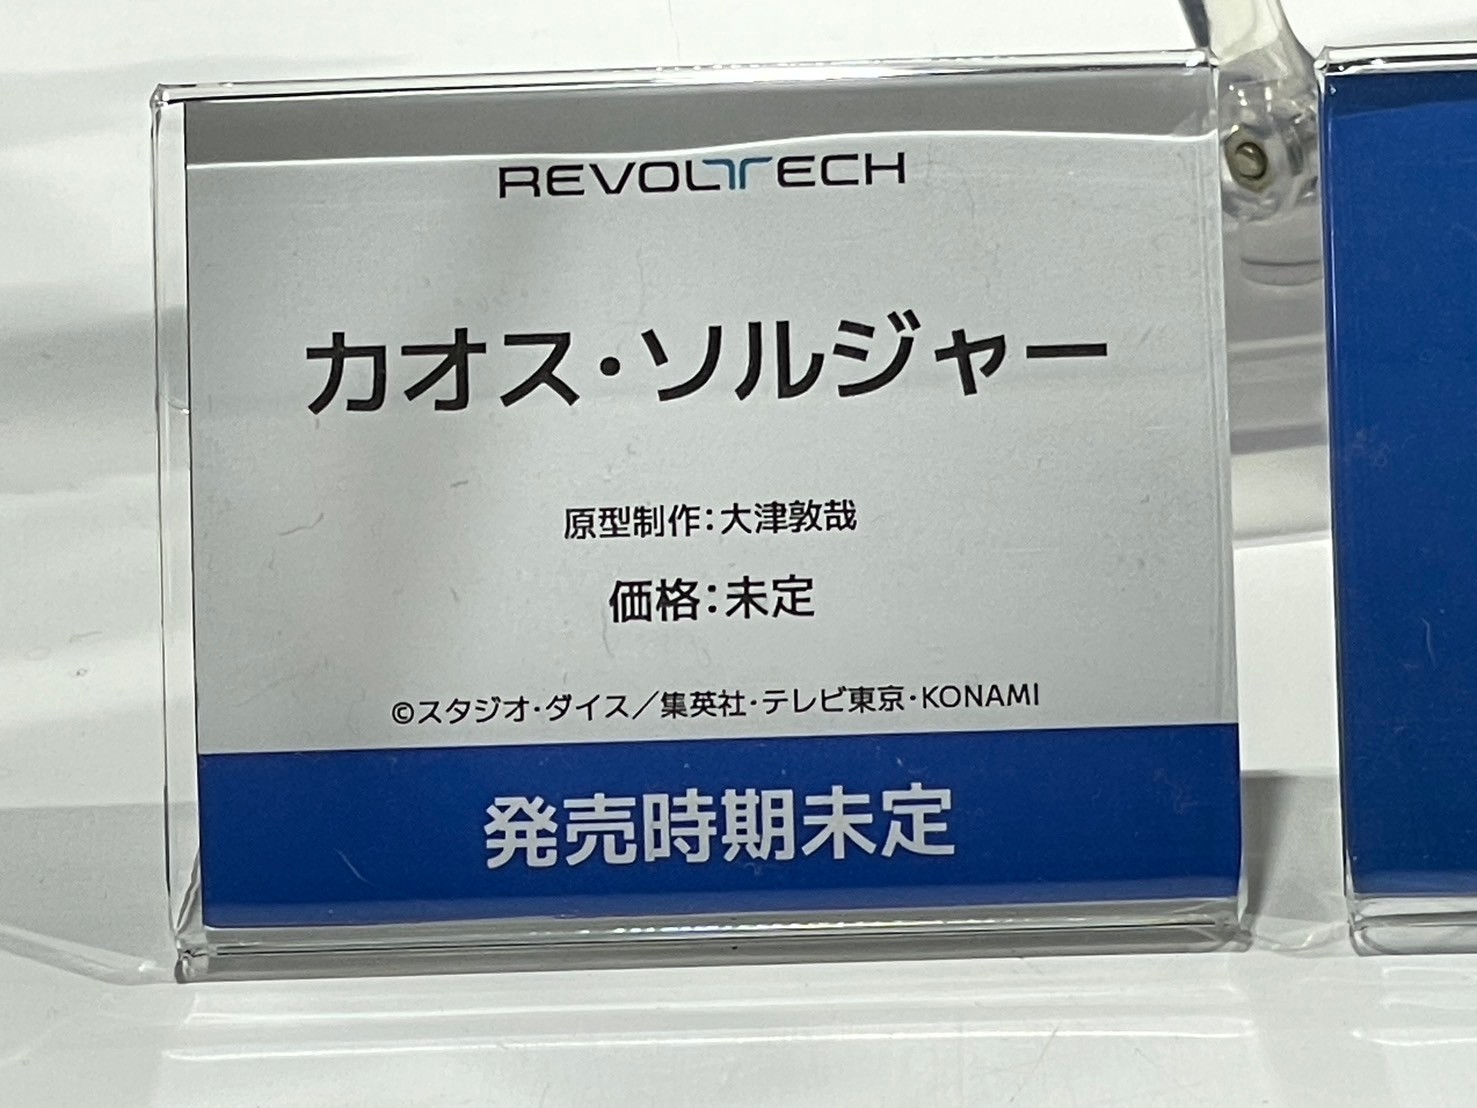 REVOLTECH
カオス・ソルジャー
原型制作：大津敦哉
価格：未定
©スタジオ・ダイス／集英社・テレビ東京・KONAMI
発売時期未定